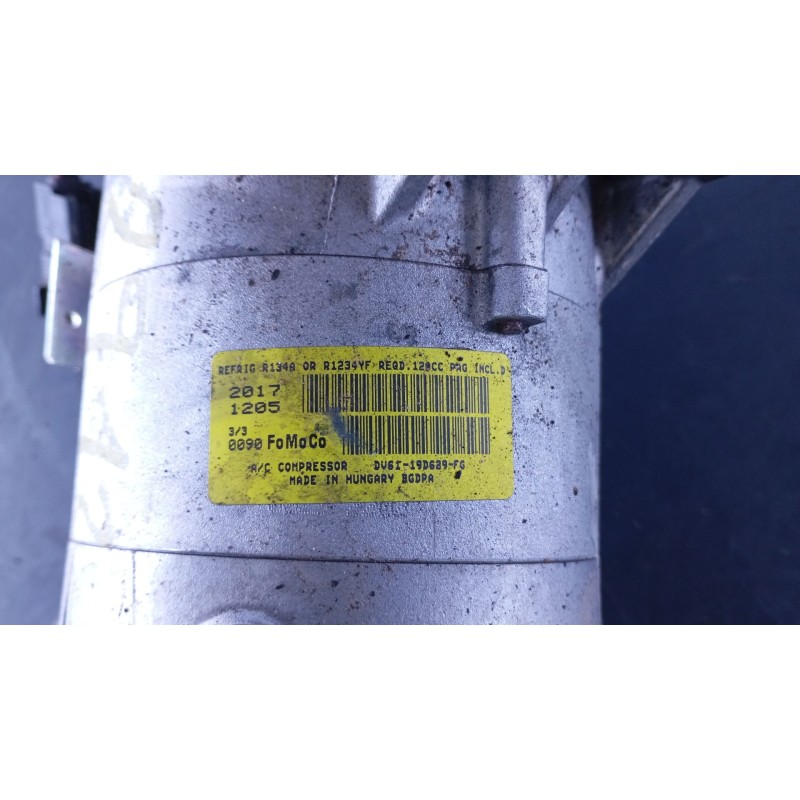 REFRIG R134A OR R1234YF REQD.120CC PAG INCL.D
2017
1205
3/3
0090 FoMoCo
A/C COMPRESSOR DV6T-19D629-FG
MADE IN HUNGARY BGDPA